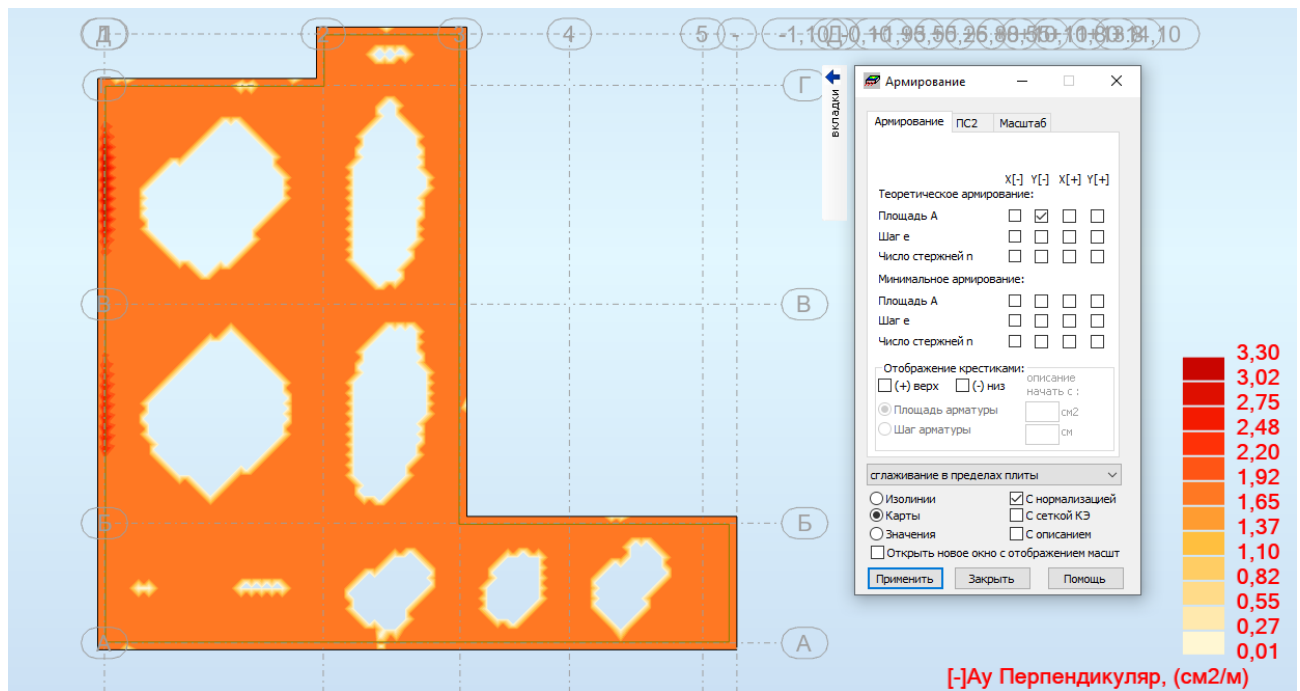 Д 2 3 4 5
Г
вкладки
Армирование
Армирование ПС2 Масштаб
X[-] Y[-] X[+] Y[+]
Теоретическое армирование:
Площадь A
Шаг e
Число стержней n
Минимальное армирование:
Площадь A
Шаг e
Число стержней n
Отображение крестиками:
(+) верх (-) низ
описание
начать с :
Площадь арматуры см2
Шаг арматуры см
сглаживание в пределах плиты
Изолинии С нормализацией
Карты С сеткой КЭ
Значения С описанием
Открыть новое окно с отображением масшт
Применить Закрыть Помощь
В В
Б Б
А А
3,30
3,02
2,75
2,48
2,20
1,92
1,65
1,37
1,10
0,82
0,55
0,27
0,01
[-]Ay Перпендикуляр, (см2/м)